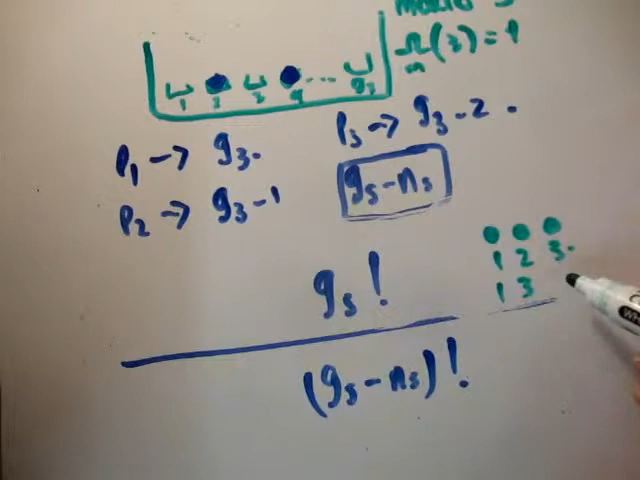 Ω(3) = 1
m
1 2 3 4 ... g3
P1 → g3.
P3 → g3-2.
P2 → g3-1
gs-ns
1 2 3.
1 3
gs!
(gs-ns)!